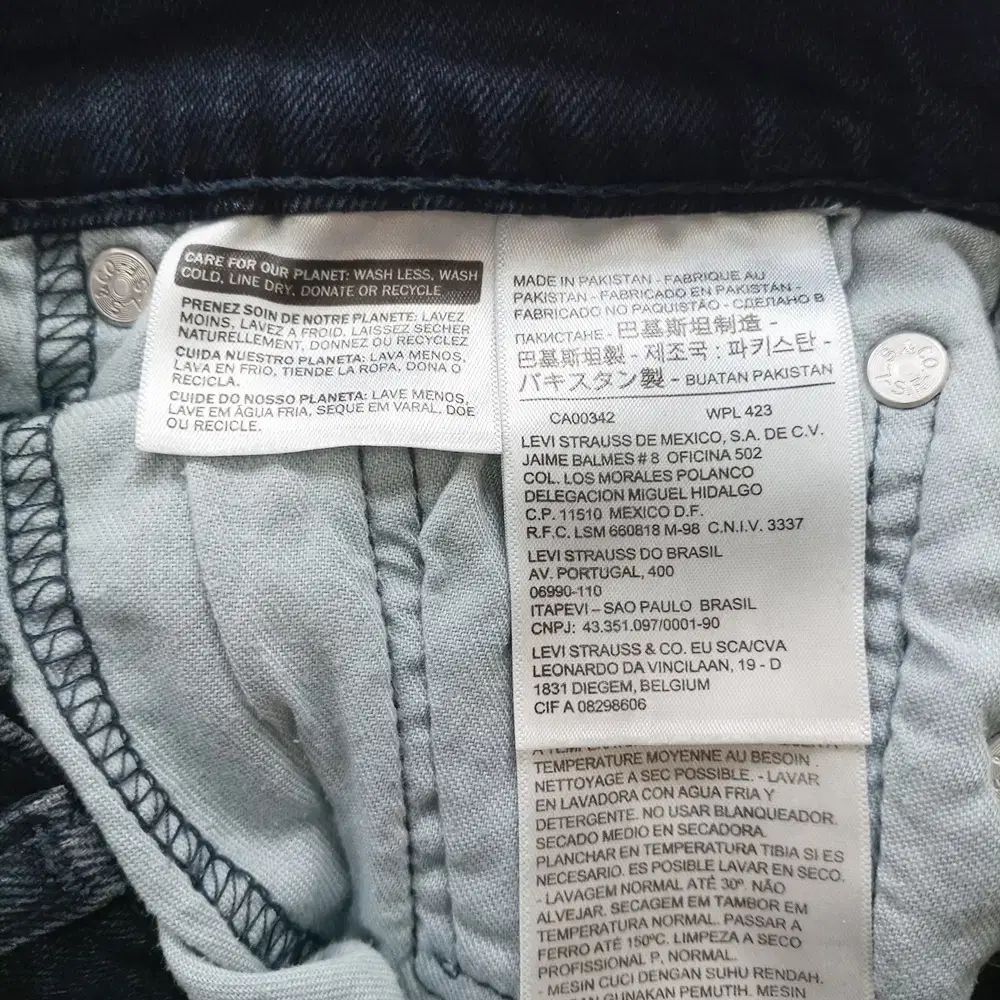 CARE FOR OUR PLANET: WASH LESS, WASH
COLD, LINE DRY, DONATE OR RECYCLE
PRENEZ SOIN DE NOTRE PLANETE: LAVEZ
MOINS, LAVEZ A FROID, LAISSEZ SECHER
NATURELLEMENT, DONNEZ OU RECYCLEZ
CUIDA NUESTRO PLANETA: LAVA MENOS,
LAVA EN FRIO, TIENDE LA ROPA, DONA O
RECICLA.
CUIDE DO NOSSO PLANETA: LAVE MENOS,
LAVE EM ÁGUA FRIA, SEQUE EM VARAL, DOE
OU RECICLE.
MADE IN PAKISTAN - FABRIQUE AU
PAKISTAN - FABRICADO EN PAKISTAN -
FABRICADO NO PAQUISTÃO - СДЕЛАНО В
ПАКИСТАНЕ - 巴基斯坦制造 -
巴基斯坦製 - 제조국 : 파키스탄 -
パキスタン製 - BUATAN PAKISTAN
CA00342 WPL 423
LEVI STRAUSS DE MEXICO, S.A. DE C.V.
JAIME BALMES # 8 OFICINA 502
COL. LOS MORALES POLANCO
DELEGACION MIGUEL HIDALGO
C.P. 11510 MEXICO D.F.
R.F.C. LSM 660818 M-98 C.N.I.V. 3337
LEVI STRAUSS DO BRASIL
AV. PORTUGAL, 400
06990-110
ITAPEVI – SAO PAULO BRASIL
CNPJ: 43.351.097/0001-90
LEVI STRAUSS & CO. EU SCA/CVA
LEONARDO DA VINCILAAN, 19 - D
1831 DIEGEM, BELGIUM
CIF A 08298606
TEMPERATURE MOYENNE AU BESOIN.
NETTOYAGE A SEC POSSIBLE. - LAVAR
EN LAVADORA CON AGUA FRIA Y
DETERGENTE. NO USAR BLANQUEADOR.
SECADO MEDIO EN SECADORA.
PLANCHAR EN TEMPERATURA TIBIA SI ES
NECESARIO. ES POSIBLE LAVAR EN SECO.
- LAVAGEM NORMAL ATÉ 30º. NÃO
ALVEJAR. SECAGEM EM TAMBOR EM
TEMPERATURA NORMAL. PASSAR A
FERRO ATÉ 150ºC. LIMPEZA A SECO
PROFISSIONAL P, NORMAL.
- MESIN CUCI DENGAN SUHU RENDAH.
GUNAKAN PEMUTIH. MESIN